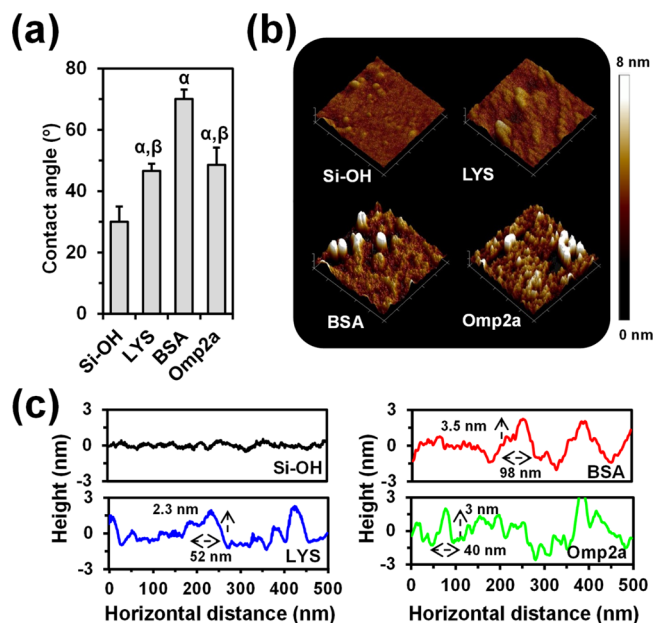 (a)
Contact angle (º)
80
60
40
20
0
α,β
α
α,β
Si-OH
LYS
BSA
Omp2a
(b)
Si-OH
LYS
BSA
Omp2a
8 nm
0 nm
(c)
Height (nm)
3
0
-3
Si-OH
3
0
-3
2.3 nm
52 nm
LYS
0 100 200 300 400 500
Horizontal distance (nm)
Height (nm)
3
0
-3
3.5 nm
98 nm
BSA
3
0
-3
3 nm
40 nm
Omp2a
0 100 200 300 400 500
Horizontal distance (nm)